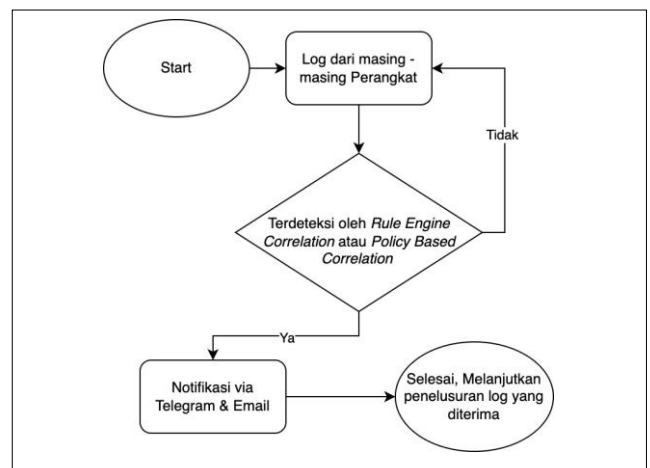 Start
Log dari masing -
masing Perangkat
Tidak
Terdeteksi oleh Rule Engine
Correlation atau Policy Based
Correlation
Ya
Notifikasi via
Telegram & Email
Selesai, Melanjutkan
penelusuran log yang
diterima